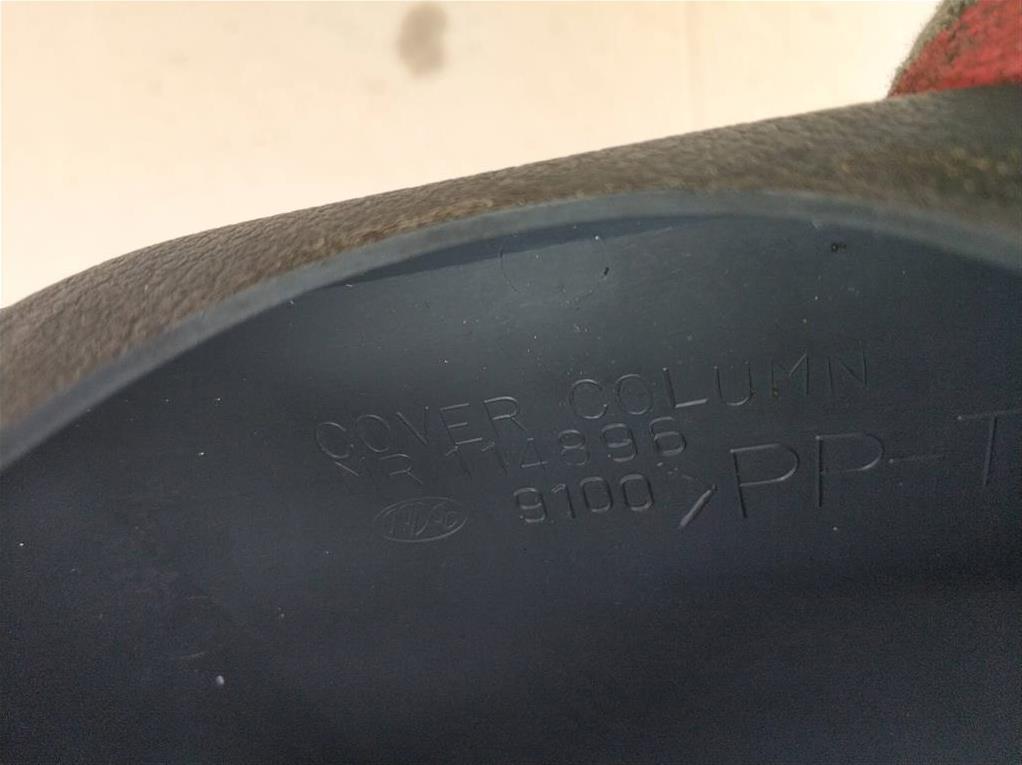 COVER COLUMN
MR 114896
9100
>PP-T